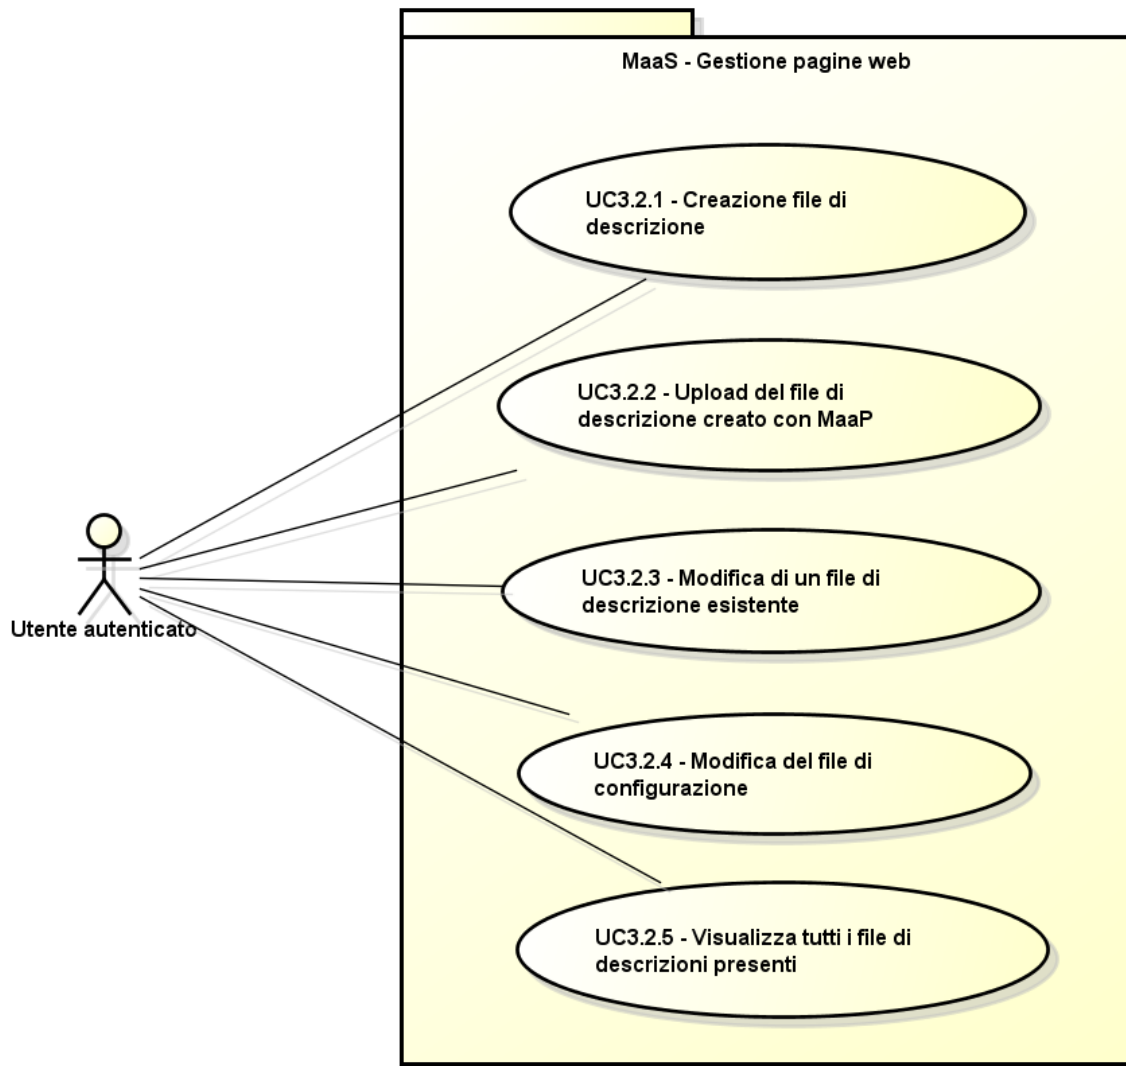 MaaS - Gestione pagine web
UC3.2.1 - Creazione file di
descrizione
UC3.2.2 - Upload del file di
descrizione creato con MaaP
UC3.2.3 - Modifica di un file di
descrizione esistente
Utente autenticato
UC3.2.4 - Modifica del file di
configurazione
UC3.2.5 - Visualizza tutti i file di
descrizioni presenti